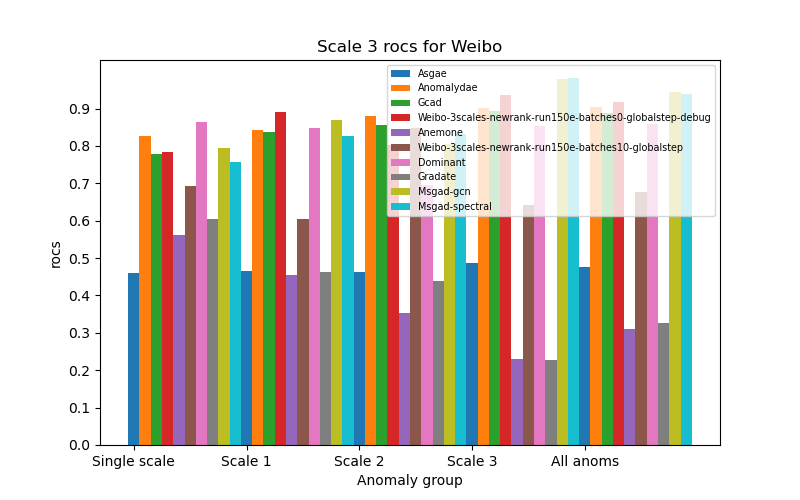 Scale 3 rocs for Weibo
Asgae
Anomalydae
Gcad
Weibo-3scales-newrank-run150e-batches0-globalstep-debug
Anemone
Weibo-3scales-newrank-run150e-batches10-globalstep
Dominant
Gradate
Msgad-gcn
Msgad-spectral
rocs
0.9
0.8
0.7
0.6
0.5
0.4
0.3
0.2
0.1
0.0
Single scale
Scale 1
Scale 2
Scale 3
All anoms
Anomaly group